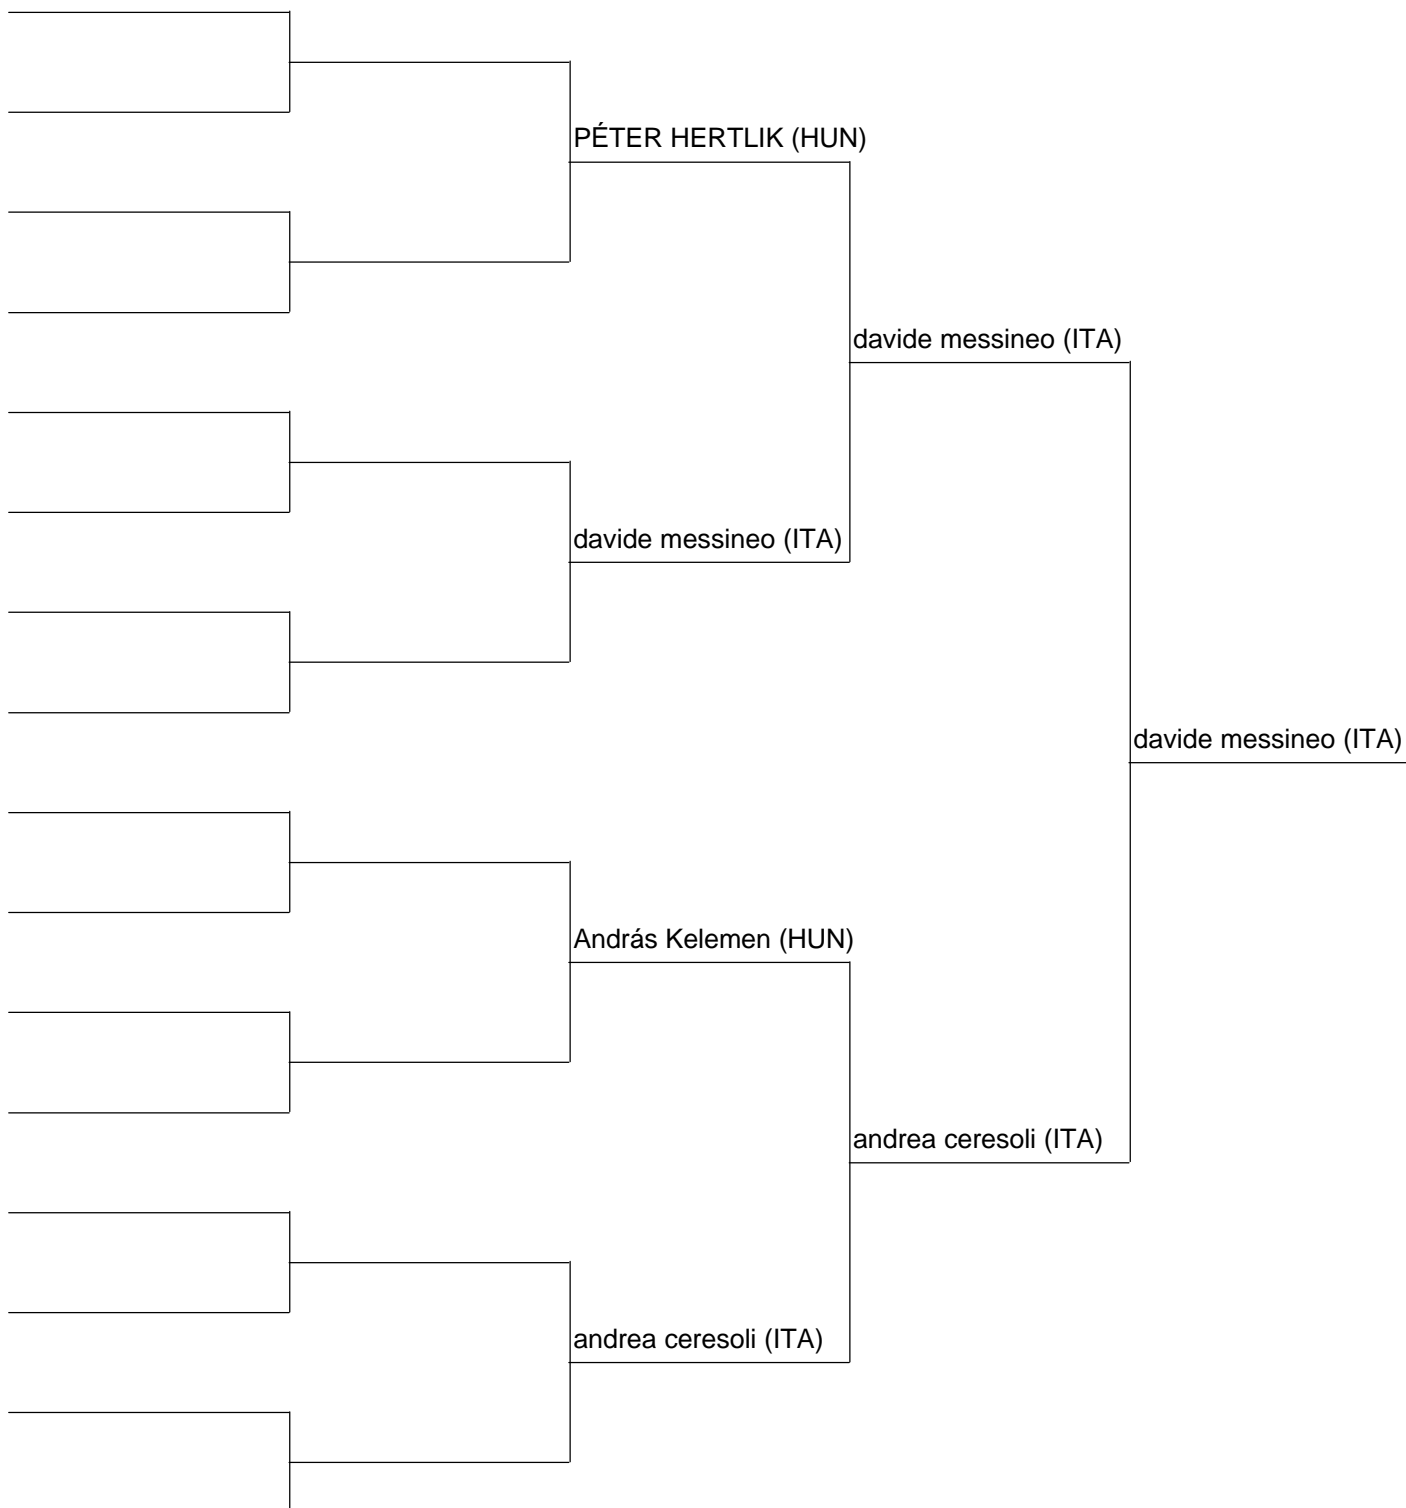 PÉTER HERTLIK (HUN)
davide messineo (ITA)
davide messineo (ITA)
davide messineo (ITA)
András Kelemen (HUN)
andrea ceresoli (ITA)
andrea ceresoli (ITA)